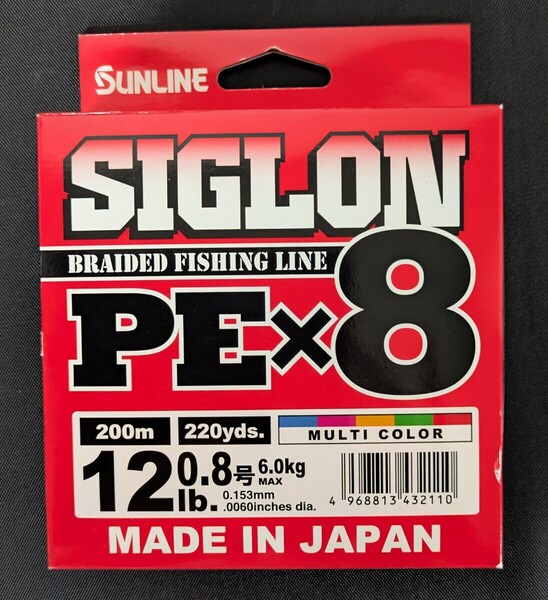 SUNLINE
SIGLON
BRAIDED FISHING LINE
PE×8
200m 220yds. MULTI COLOR
12lb. 0.8号 6.0kg MAX
0.153mm
.0060inches dia.
4 968813 432110
MADE IN JAPAN